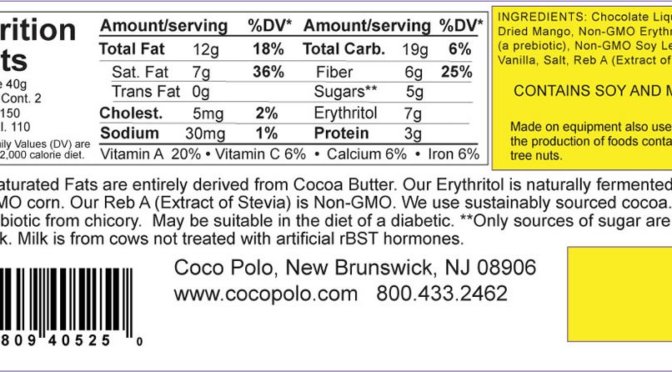 rition
ts
e 40g
Cont. 2
150
l. 110
ily Values (DV) are
2,000 calorie diet.
Amount/serving %DV* Amount/serving %DV*
Total Fat 12g 18% Total Carb. 19g 6%
Sat. Fat 7g 36% Fiber 6g 25%
Trans Fat 0g Sugars** 5g
Cholest. 5mg 2% Erythritol 7g
Sodium 30mg 1% Protein 3g
Vitamin A 20% • Vitamin C 6% • Calcium 6% • Iron 6%
INGREDIENTS: Chocolate Liqu
Dried Mango, Non-GMO Erythr
(a prebiotic), Non-GMO Soy Le
Vanilla, Salt, Reb A (Extract of
CONTAINS SOY AND M
Made on equipment also use
the production of foods conta
tree nuts.
aturated Fats are entirely derived from Cocoa Butter. Our Erythritol is naturally fermented
MO corn. Our Reb A (Extract of Stevia) is Non-GMO. We use sustainably sourced cocoa.
biotic from chicory. May be suitable in the diet of a diabetic. **Only sources of sugar are
k. Milk is from cows not treated with artificial rBST hormones.
Coco Polo, New Brunswick, NJ 08906
www.cocopolo.com 800.433.2462
809 40525 0